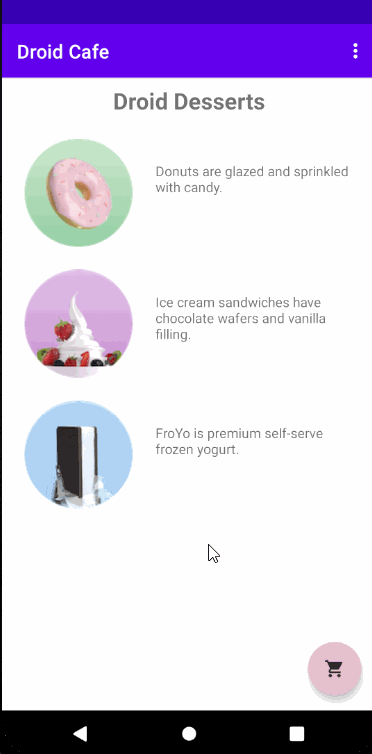 Droid Cafe
Droid Desserts
Donuts are glazed and sprinkled
with candy.
Ice cream sandwiches have
chocolate wafers and vanilla
filling.
FroYo is premium self-serve
frozen yogurt.